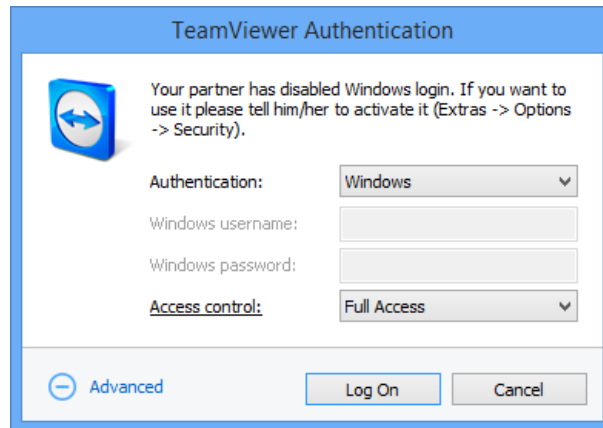 TeamViewer Authentication
Your partner has disabled Windows login. If you want to
use it please tell him/her to activate it (Extras -> Options
-> Security).
Authentication: Windows
Windows username:
Windows password:
Access control: Full Access
Advanced Log On Cancel